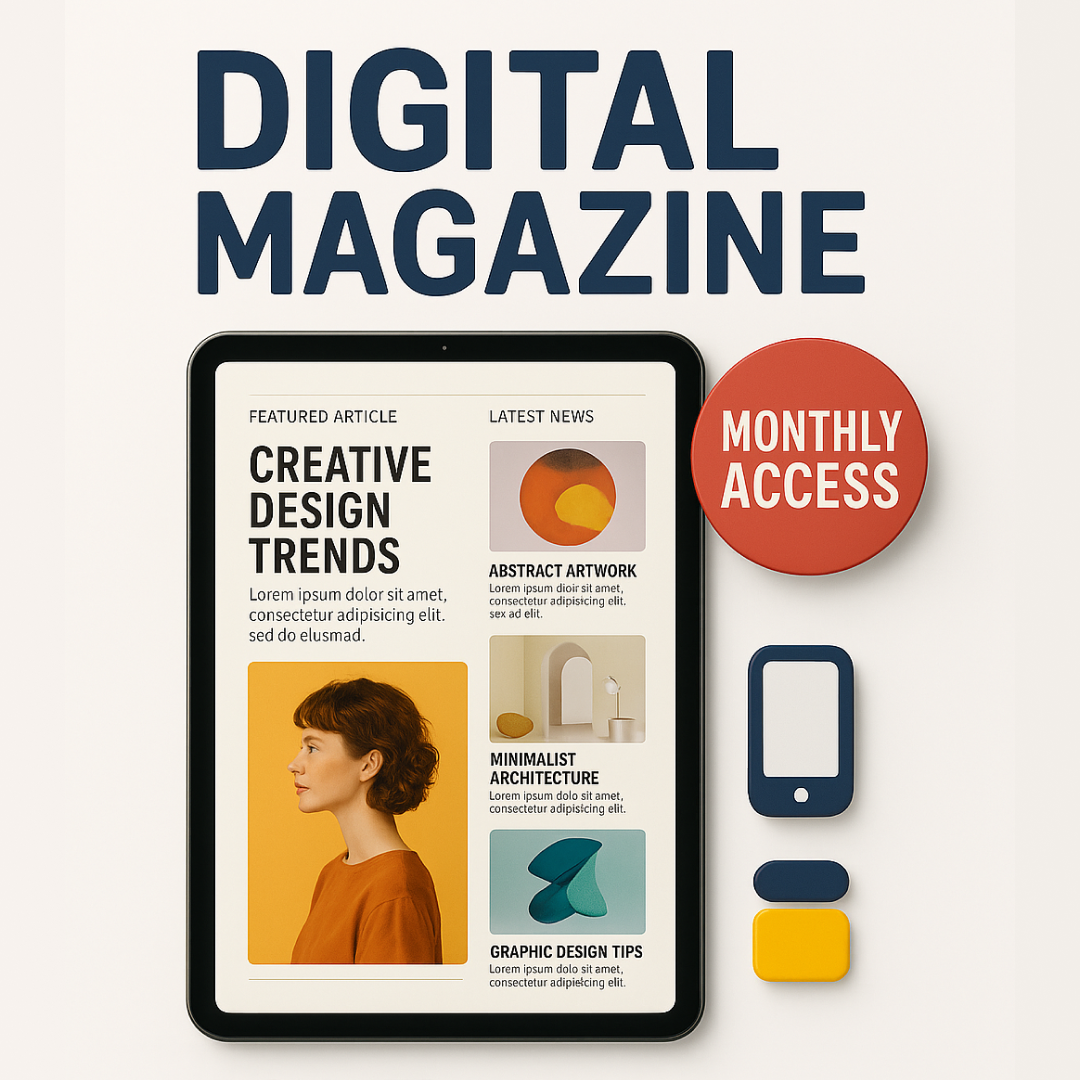 DIGITAL
MAGAZINE
FEATURED ARTICLE
CREATIVE
DESIGN
TRENDS
Lorem ipsum dolor sit amet,
consectetur adipisicing elit.
sed do elusmad.
LATEST NEWS
ABSTRACT ARTWORK
Lorem ipsum dioir sit amet,
consectetur adipisicing elit.
sex ad elit.
MINIMALIST
ARCHITECTURE
Lorem ipsum dolo sit amet,
consectetur adipisicing elit.
GRAPHIC DESIGN TIPS
Lorem ipsum dolo sit amet,
consectetur adipielcing elit.
MONTHLY
ACCESS